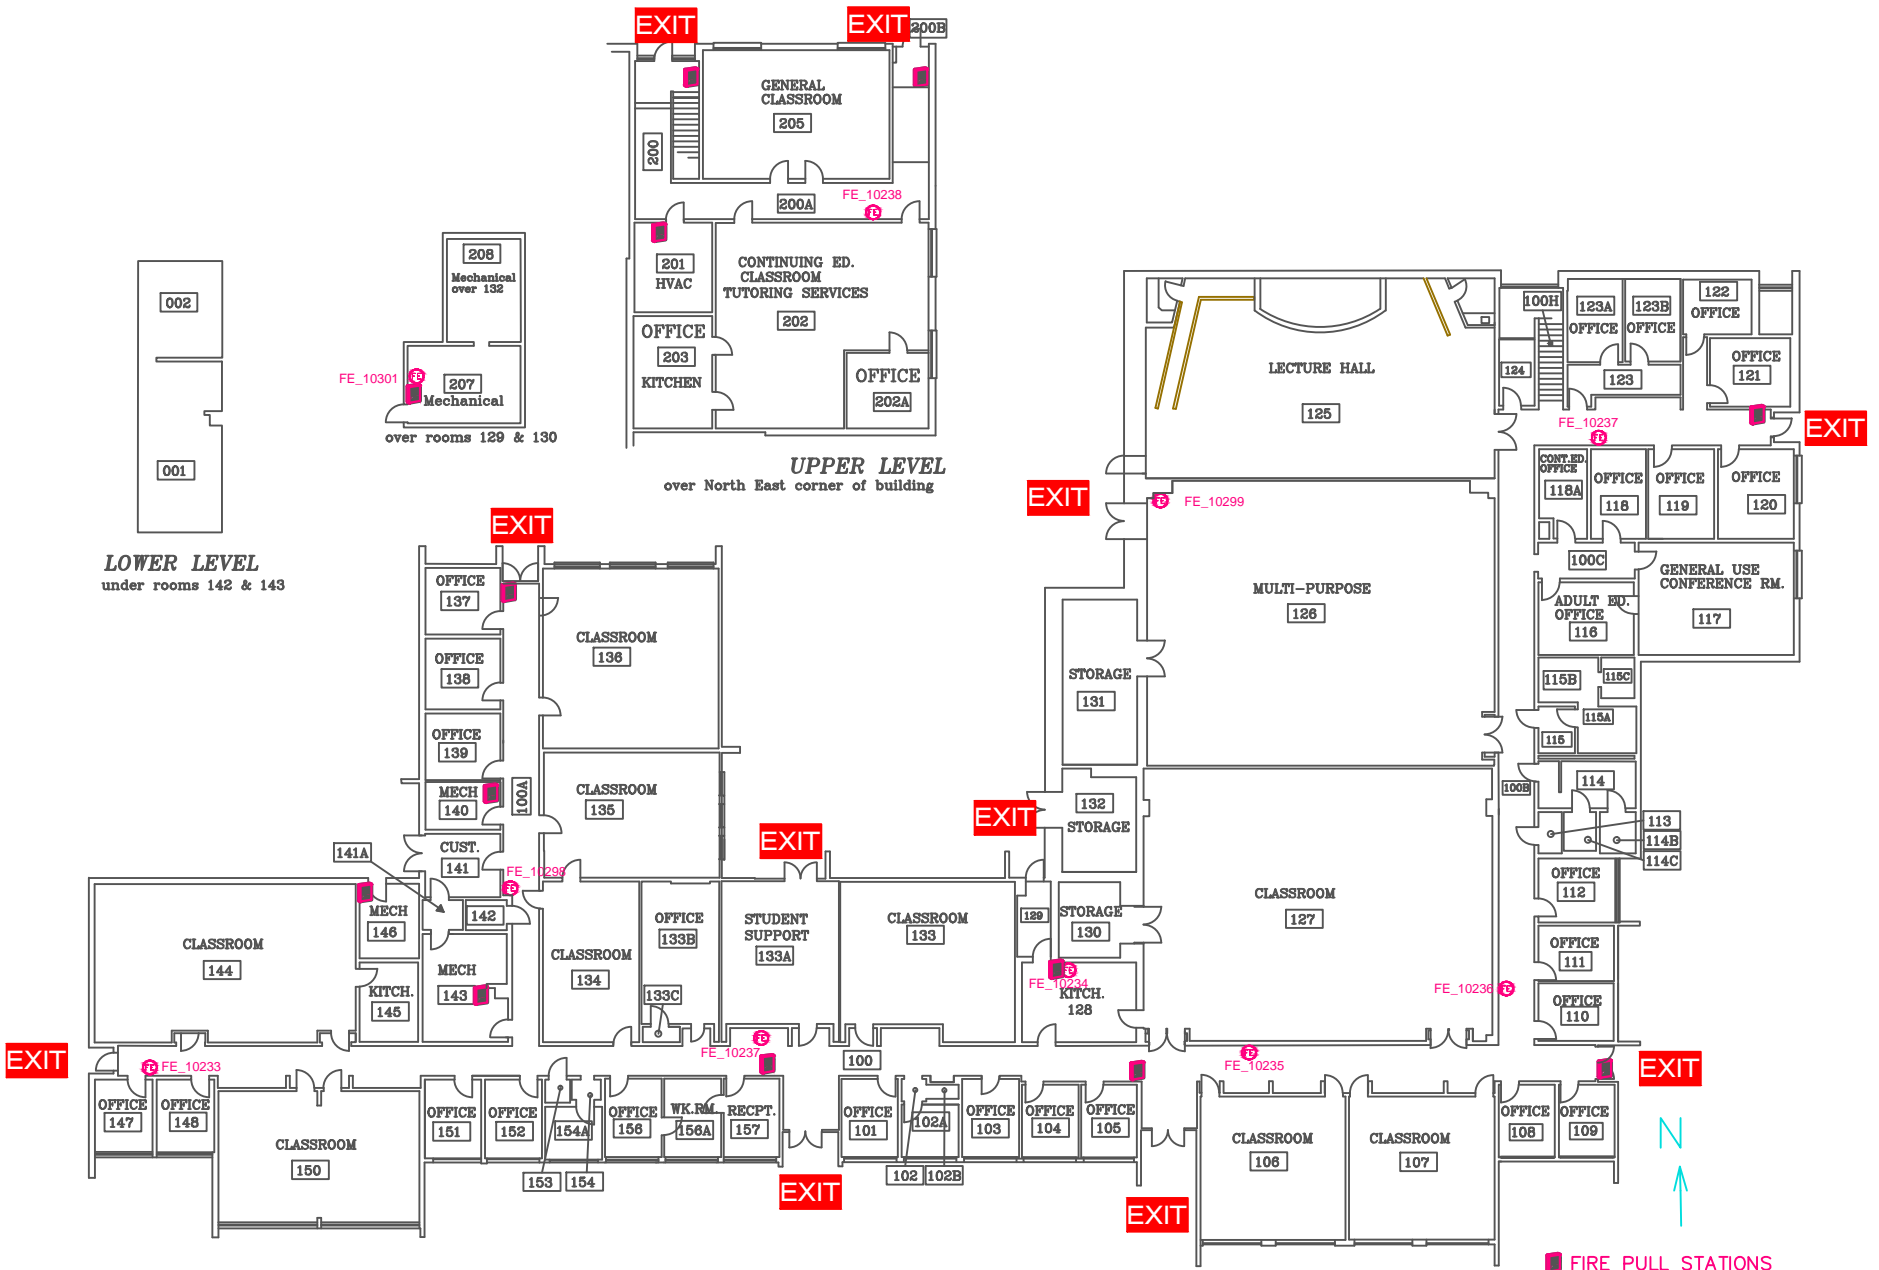 EXIT
EXIT
200B
GENERAL
CLASSROOM
205
200
FE_10238
FE
200A
201
HVAC
CONTINUING ED.
CLASSROOM
TUTORING SERVICES
202
OFFICE
203
KITCHEN
OFFICE
202A
UPPER LEVEL
over North East corner of building
208
Mechanical
over 132
FE_10301
FE
207
Mechanical
over rooms 129 & 130
002
001
LOWER LEVEL
under rooms 142 & 143
LECTURE HALL
125
100H
124
123A
OFFICE
123B
OFFICE
122
OFFICE
123
OFFICE
121
FE_10237
FE
EXIT
EXIT
FE
FE_10299
CONT.ED.
OFFICE
118A
OFFICE
118
OFFICE
119
OFFICE
120
100C
GENERAL USE
CONFERENCE RM.
117
ADULT ED.
OFFICE
116
MULTI-PURPOSE
126
115B
115C
115A
115
STORAGE
131
EXIT
OFFICE
137
OFFICE
138
OFFICE
139
MECH
140
100A
CUST.
141
141A
CLASSROOM
136
CLASSROOM
135
FE_10298
FE
142
MECH
143
MECH
146
KITCH.
145
CLASSROOM
144
CLASSROOM
134
OFFICE
133B
133C
STUDENT
SUPPORT
133A
EXIT
CLASSROOM
133
EXIT
132
STORAGE
129
STORAGE
130
FE
FE_10234
KITCH.
128
CLASSROOM
127
100B
114
113
114B
114C
OFFICE
112
OFFICE
111
OFFICE
110
FE_10236
FE
EXIT
FE
FE_10233
FE
FE_10237
100
FE
FE_10235
EXIT
OFFICE
147
OFFICE
148
CLASSROOM
150
OFFICE
151
OFFICE
152
153
154A
154
OFFICE
156
WK.RM.
156A
RECPT.
157
EXIT
OFFICE
101
102A
102
102B
OFFICE
103
OFFICE
104
OFFICE
105
EXIT
CLASSROOM
106
CLASSROOM
107
OFFICE
108
OFFICE
109
N
FIRE PULL STATIONS